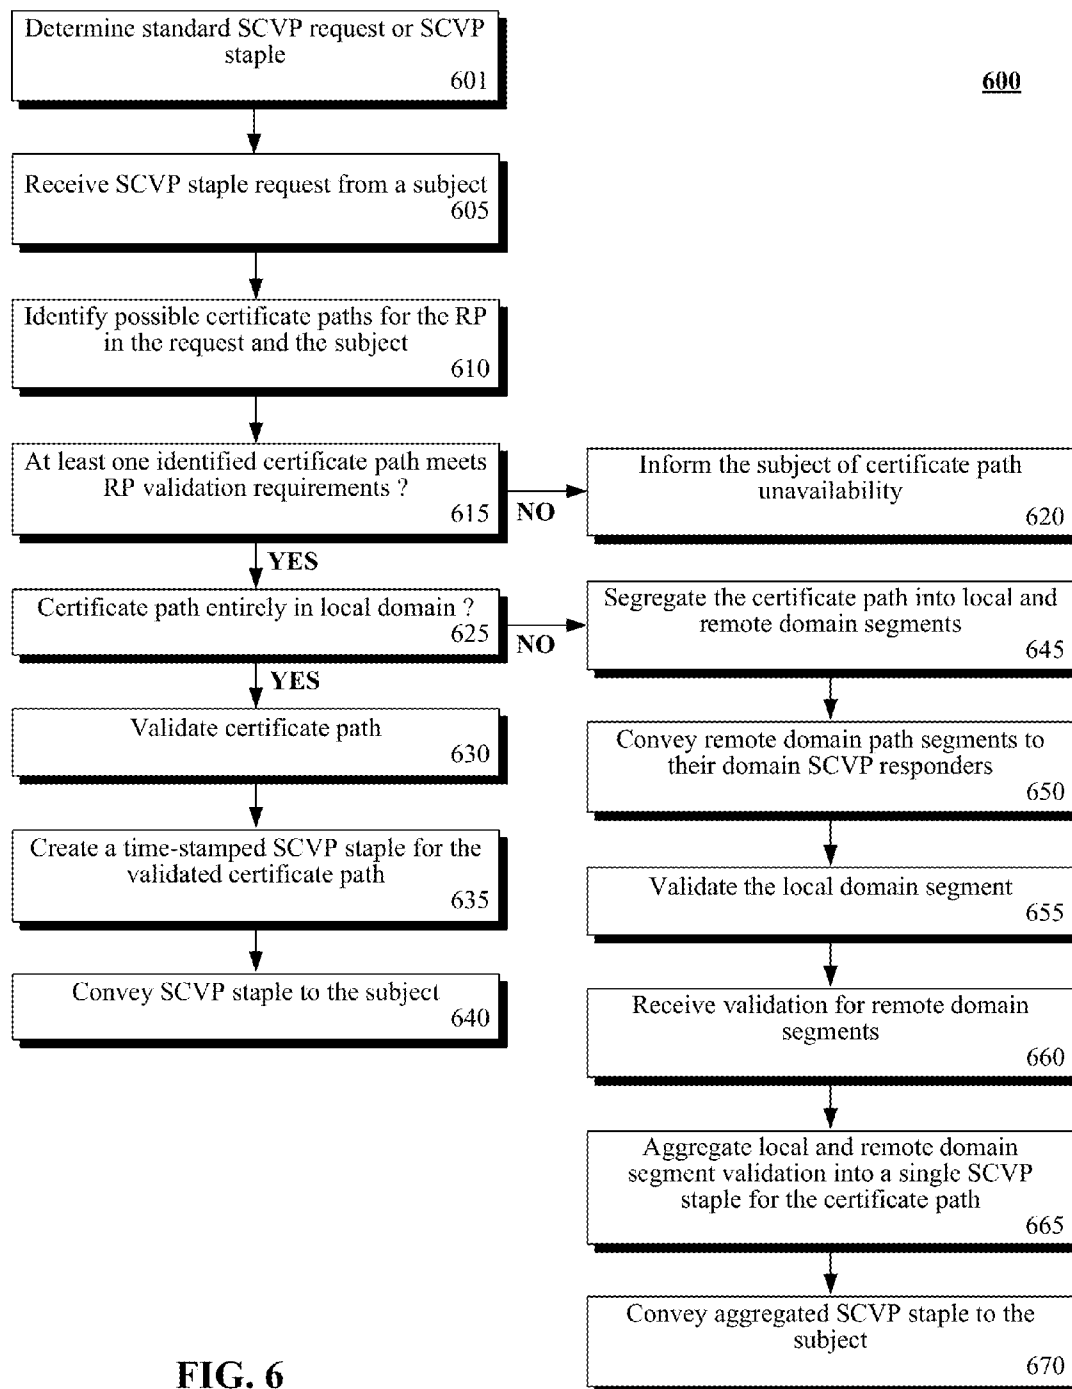 Determine standard SCVP request or SCVP
staple
601
600
Receive SCVP staple request from a subject
605
Identify possible certificate paths for the RP
in the request and the subject
610
At least one identified certificate path meets
RP validation requirements ?
615
NO
Inform the subject of certificate path
unavailability
620
YES
Certificate path entirely in local domain ?
625
NO
Segregate the certificate path into local and
remote domain segments
645
YES
Validate certificate path
630
Convey remote domain path segments to
their domain SCVP responders
650
Create a time-stamped SCVP staple for the
validated certificate path
635
Validate the local domain segment
655
Convey SCVP staple to the subject
640
Receive validation for remote domain
segments
660
Aggregate local and remote domain
segment validation into a single SCVP
staple for the certificate path
665
Convey aggregated SCVP staple to the
subject
670
FIG. 6